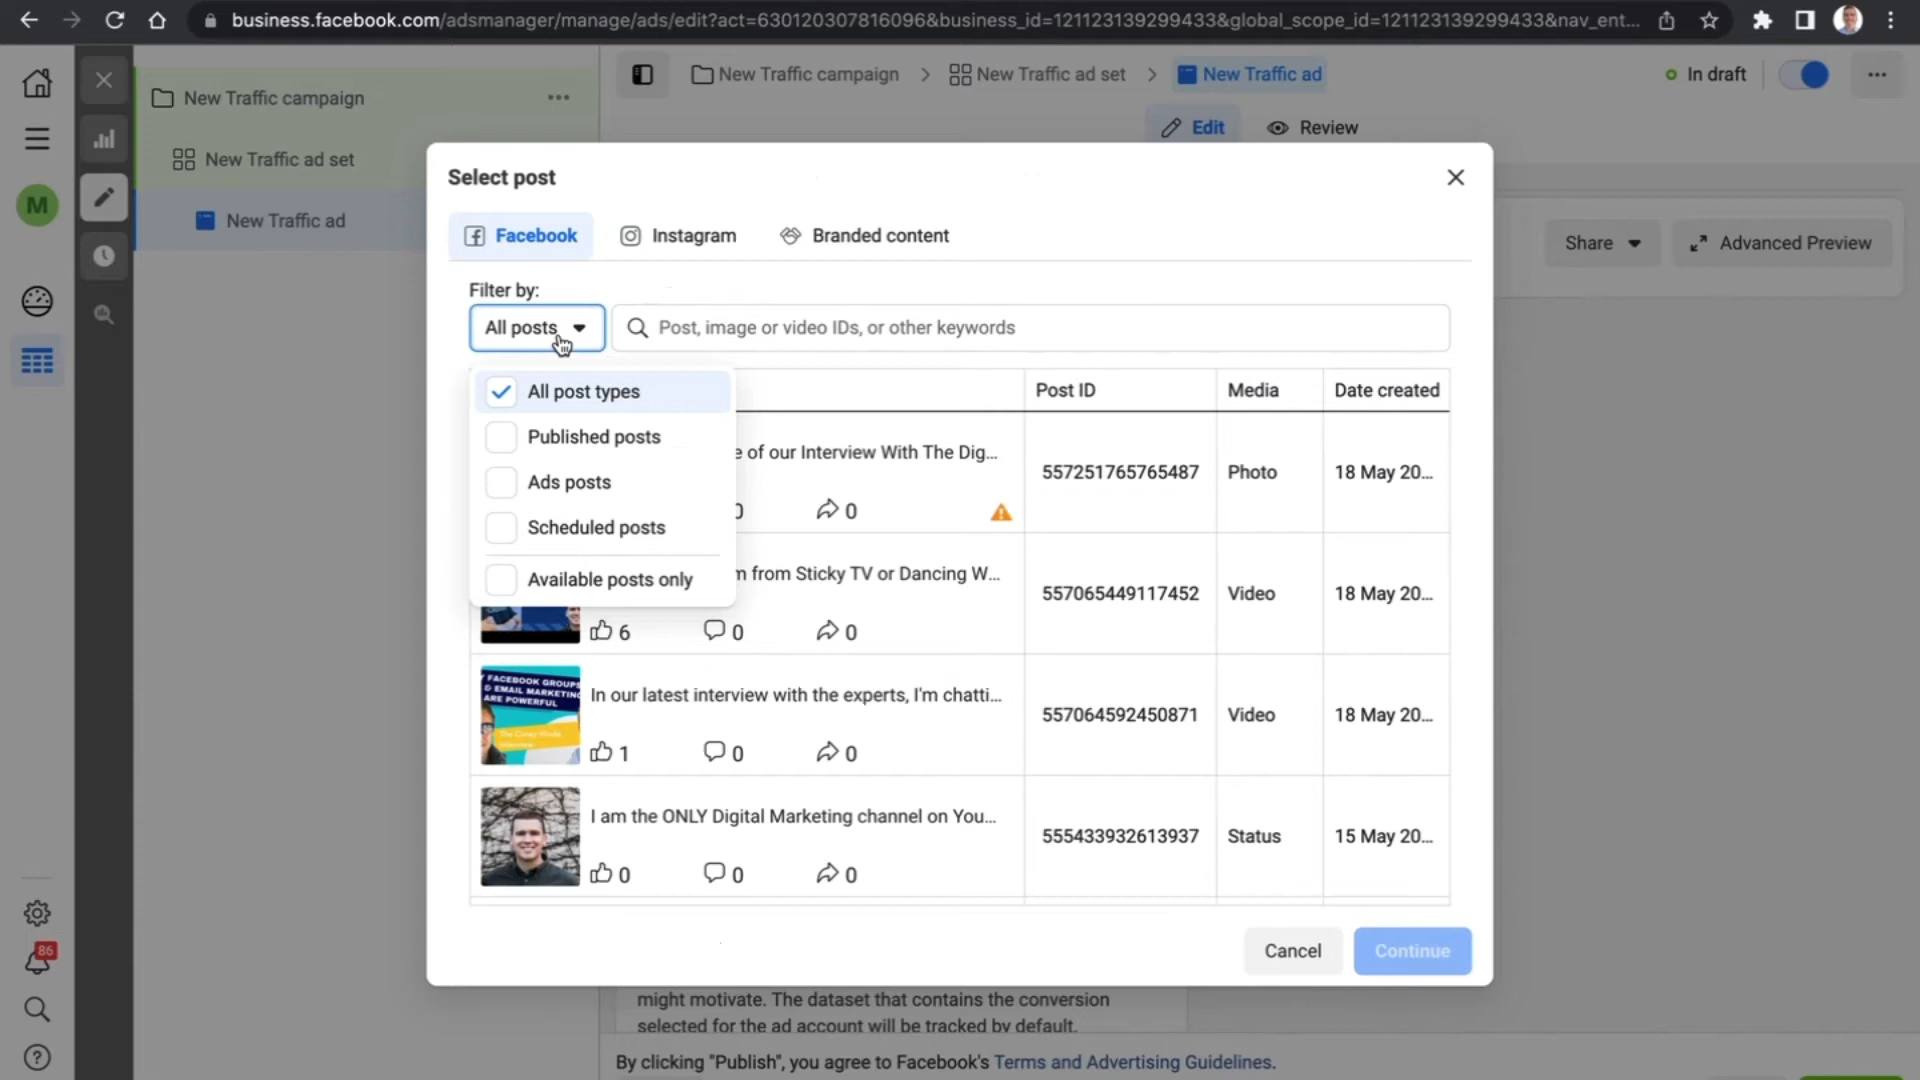 business.facebook.com/adsmanager/manage/ads/edit?act=630120307816096&business_id=121123139299433&global_scope_id=121123139299433&nav_ent...
New Traffic campaign
New Traffic ad set
New Traffic ad
In draft
New Traffic campaign
New Traffic ad set
New Traffic ad
M
Edit
Review
Share
Advanced Preview
Select post
Facebook
Instagram
Branded content
Filter by:
All posts
Post, image or video IDs, or other keywords
All post types
Published posts
Ads posts
Scheduled posts
Available posts only
Post ID
Media
Date created
e of our Interview With The Dig...
0
0
557251765765487
Photo
18 May 20...
m from Sticky TV or Dancing W...
6
0
0
557065449117452
Video
18 May 20...
FACEBOOK GROUPS
& EMAIL MARKETING
ARE POWERFUL
In our latest interview with the experts, I'm chatti...
1
0
0
557064592450871
Video
18 May 20...
I am the ONLY Digital Marketing channel on You...
0
0
0
555433932613937
Status
15 May 20...
Cancel
Continue
86
might motivate. The dataset that contains the conversion
selected for the ad account will be tracked by default.
By clicking "Publish", you agree to Facebook's Terms and Advertising Guidelines.